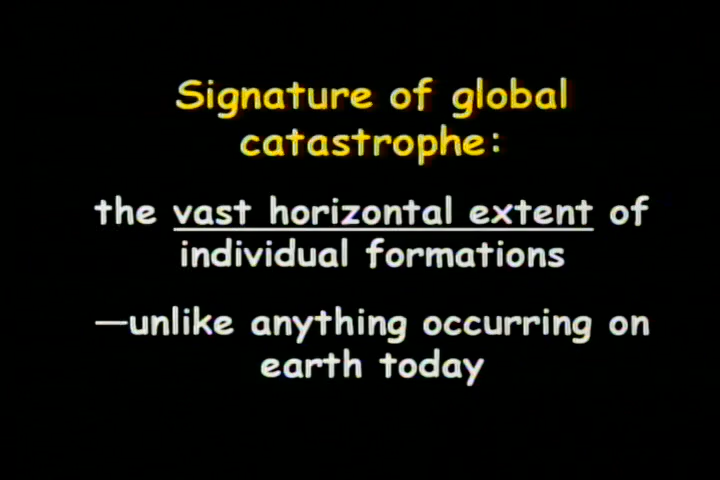 Signature of global
catastrophe:
the vast horizontal extent of
individual formations
—unlike anything occurring on
earth today